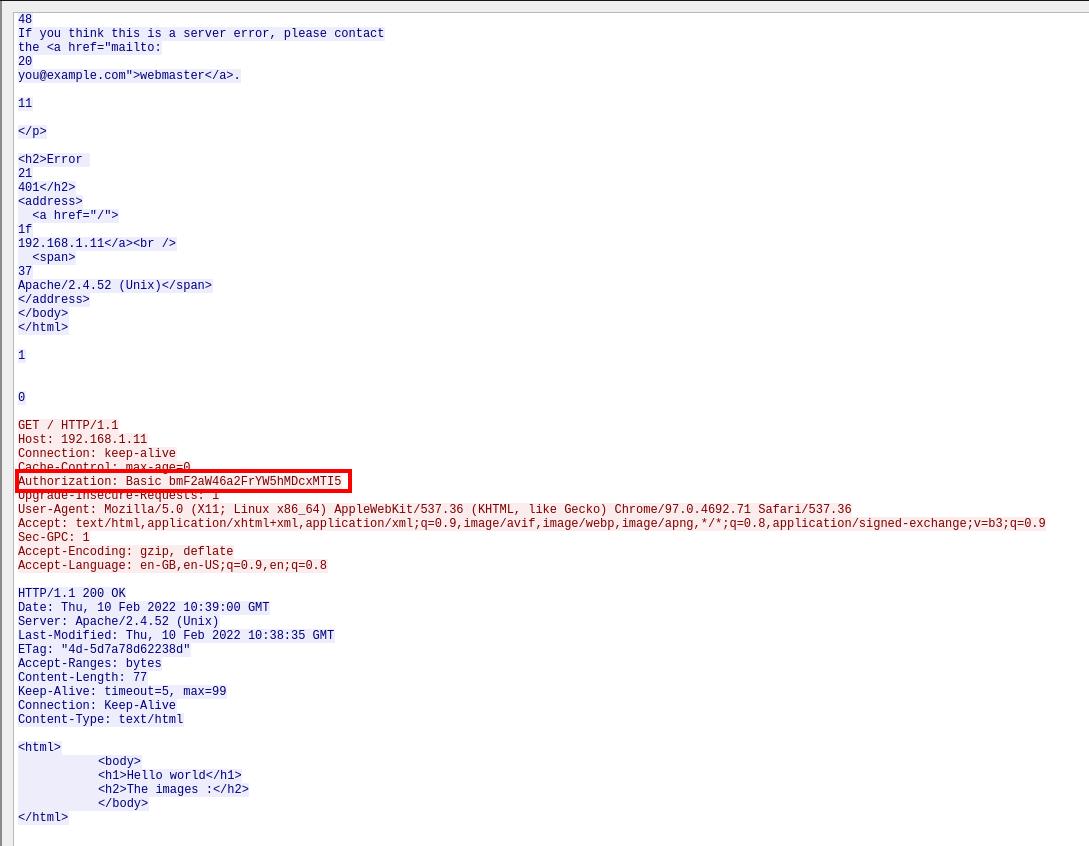 48
If you think this is a server error, please contact
the <a href="mailto:
20
you@example.com">webmaster</a>.
11
</p>
<h2>Error
21
401</h2>
<address>
<a href="/">
1f
192.168.1.11</a><br />
<span>
37
Apache/2.4.52 (Unix)</span>
</address>
</body>
</html>
1
0
GET / HTTP/1.1
Host: 192.168.1.11
Connection: keep-alive
Cache-Control: max-age=0
Authorization: Basic bmF2aW46a2FrYW5hMDcxMTI5
Upgrade-Insecure-Requests: 1
User-Agent: Mozilla/5.0 (X11; Linux x86_64) AppleWebKit/537.36 (KHTML, like Gecko) Chrome/97.0.4692.71 Safari/537.36
Accept: text/html,application/xhtml+xml,application/xml;q=0.9,image/avif,image/webp,image/apng,*/*;q=0.8,application/signed-exchange;v=b3;q=0.9
Sec-GPC: 1
Accept-Encoding: gzip, deflate
Accept-Language: en-GB,en-US;q=0.9,en;q=0.8
HTTP/1.1 200 OK
Date: Thu, 10 Feb 2022 10:39:00 GMT
Server: Apache/2.4.52 (Unix)
Last-Modified: Thu, 10 Feb 2022 10:38:35 GMT
ETag: "4d-5d7a78d62238d"
Accept-Ranges: bytes
Content-Length: 77
Keep-Alive: timeout=5, max=99
Connection: Keep-Alive
Content-Type: text/html
<html>
<body>
<h1>Hello world</h1>
<h2>The images :</h2>
</body>
</html>